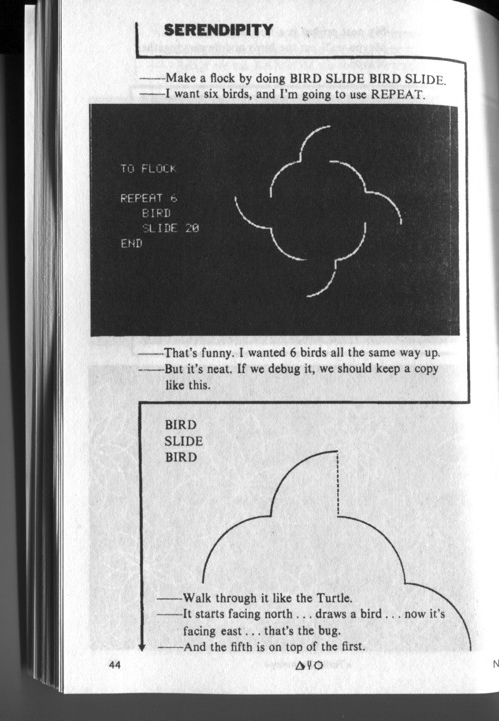 SERENDIPITY
——Make a flock by doing BIRD SLIDE BIRD SLIDE.
——I want six birds, and I'm going to use REPEAT.
TO FLOCK
REPEAT 6
BIRD
SLIDE 20
END
——That's funny. I wanted 6 birds all the same way up.
——But it's neat. If we debug it, we should keep a copy
like this.
BIRD
SLIDE
BIRD
——Walk through it like the Turtle.
——It starts facing north . . . draws a bird . . . now it's
facing east . . . that's the bug.
——And the fifth is on top of the first.
44
N